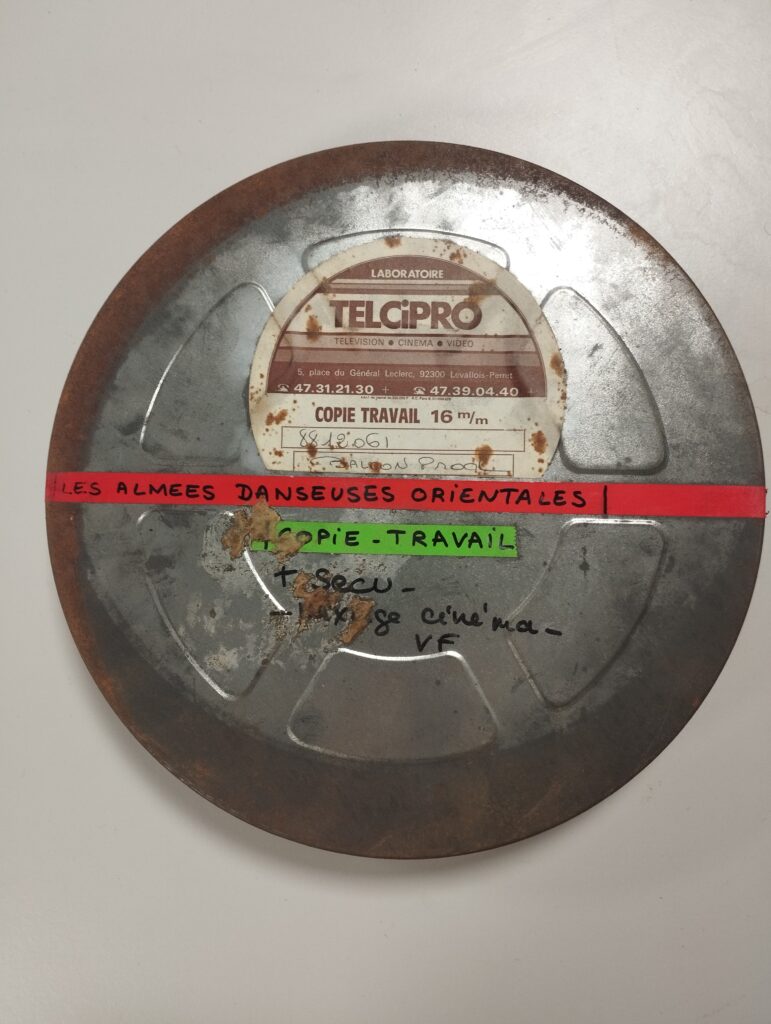 LABORATOIRE
TELCIPRO
TELEVISION • CINEMA • VIDEO
5, place du Général Leclerc, 92300 Levallois-Perret
☎ 47.31.21.30 + ☎ 47.39.04.40 +
COPIE TRAVAIL 16 m/m
8812061
PROD
LES ALMEES DANSEUSES ORIENTALES |
COPIE - TRAVAIL
+ Secu -
cinéma -
VF